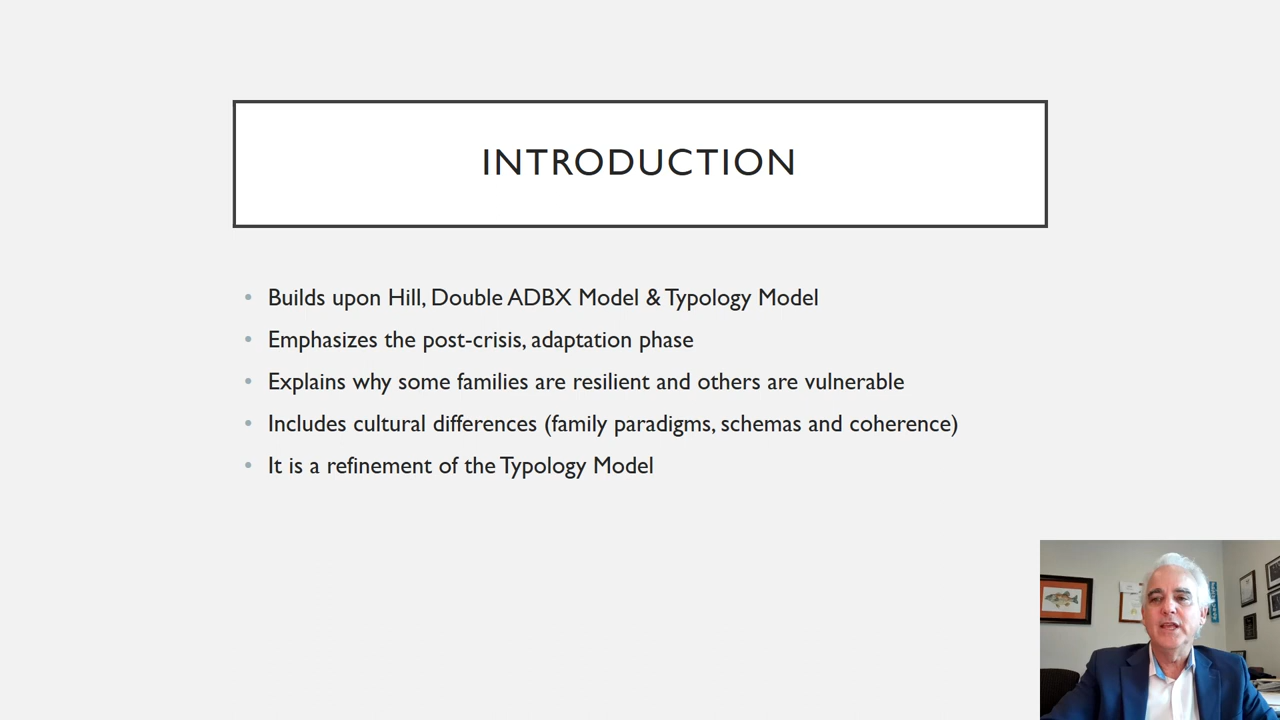 INTRODUCTION
• Builds upon Hill, Double ADBX Model & Typology Model
• Emphasizes the post-crisis, adaptation phase
• Explains why some families are resilient and others are vulnerable
• Includes cultural differences (family paradigms, schemas and coherence)
• It is a refinement of the Typology Model